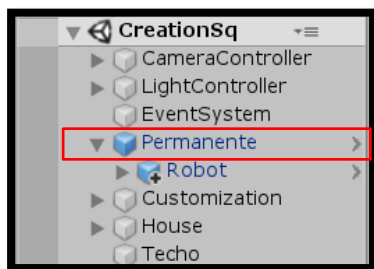 CreationSq
CameraController
LightController
EventSystem
Permanente
Robot
Customization
House
Techo